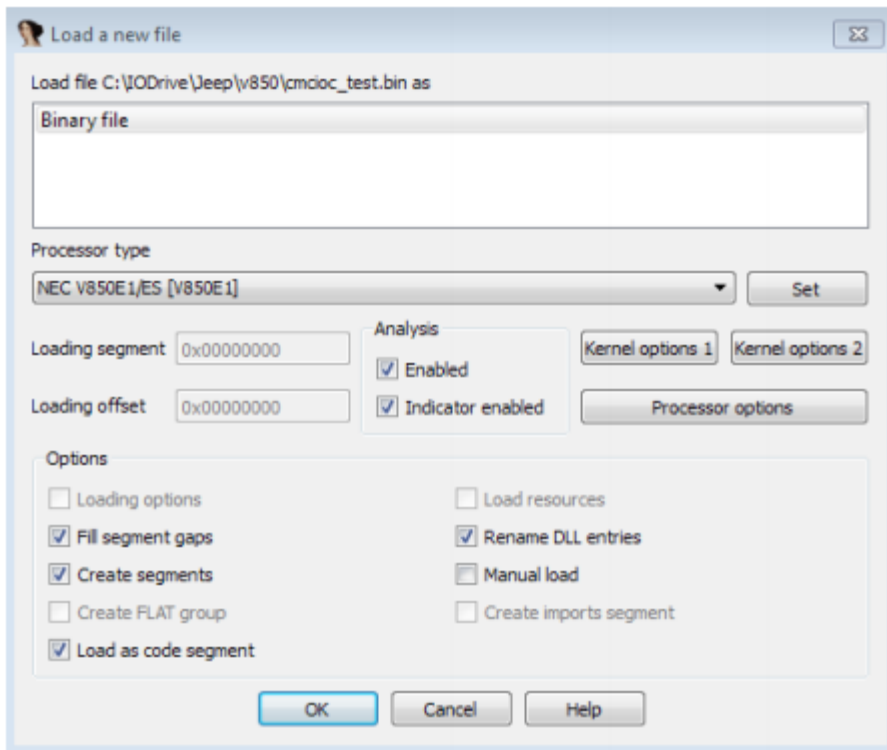 Load a new file
Load file C:\IODrive\Jeep\v850\cmcioc_test.bin as
Binary file
Processor type
NEC V850E1/ES [V850E1]
Set
Loading segment 0x00000000
Loading offset 0x00000000
Analysis
Enabled
Indicator enabled
Kernel options 1 Kernel options 2
Processor options
Options
Loading options Load resources
Fill segment gaps Rename DLL entries
Create segments Manual load
Create FLAT group Create imports segment
Load as code segment
OK Cancel Help